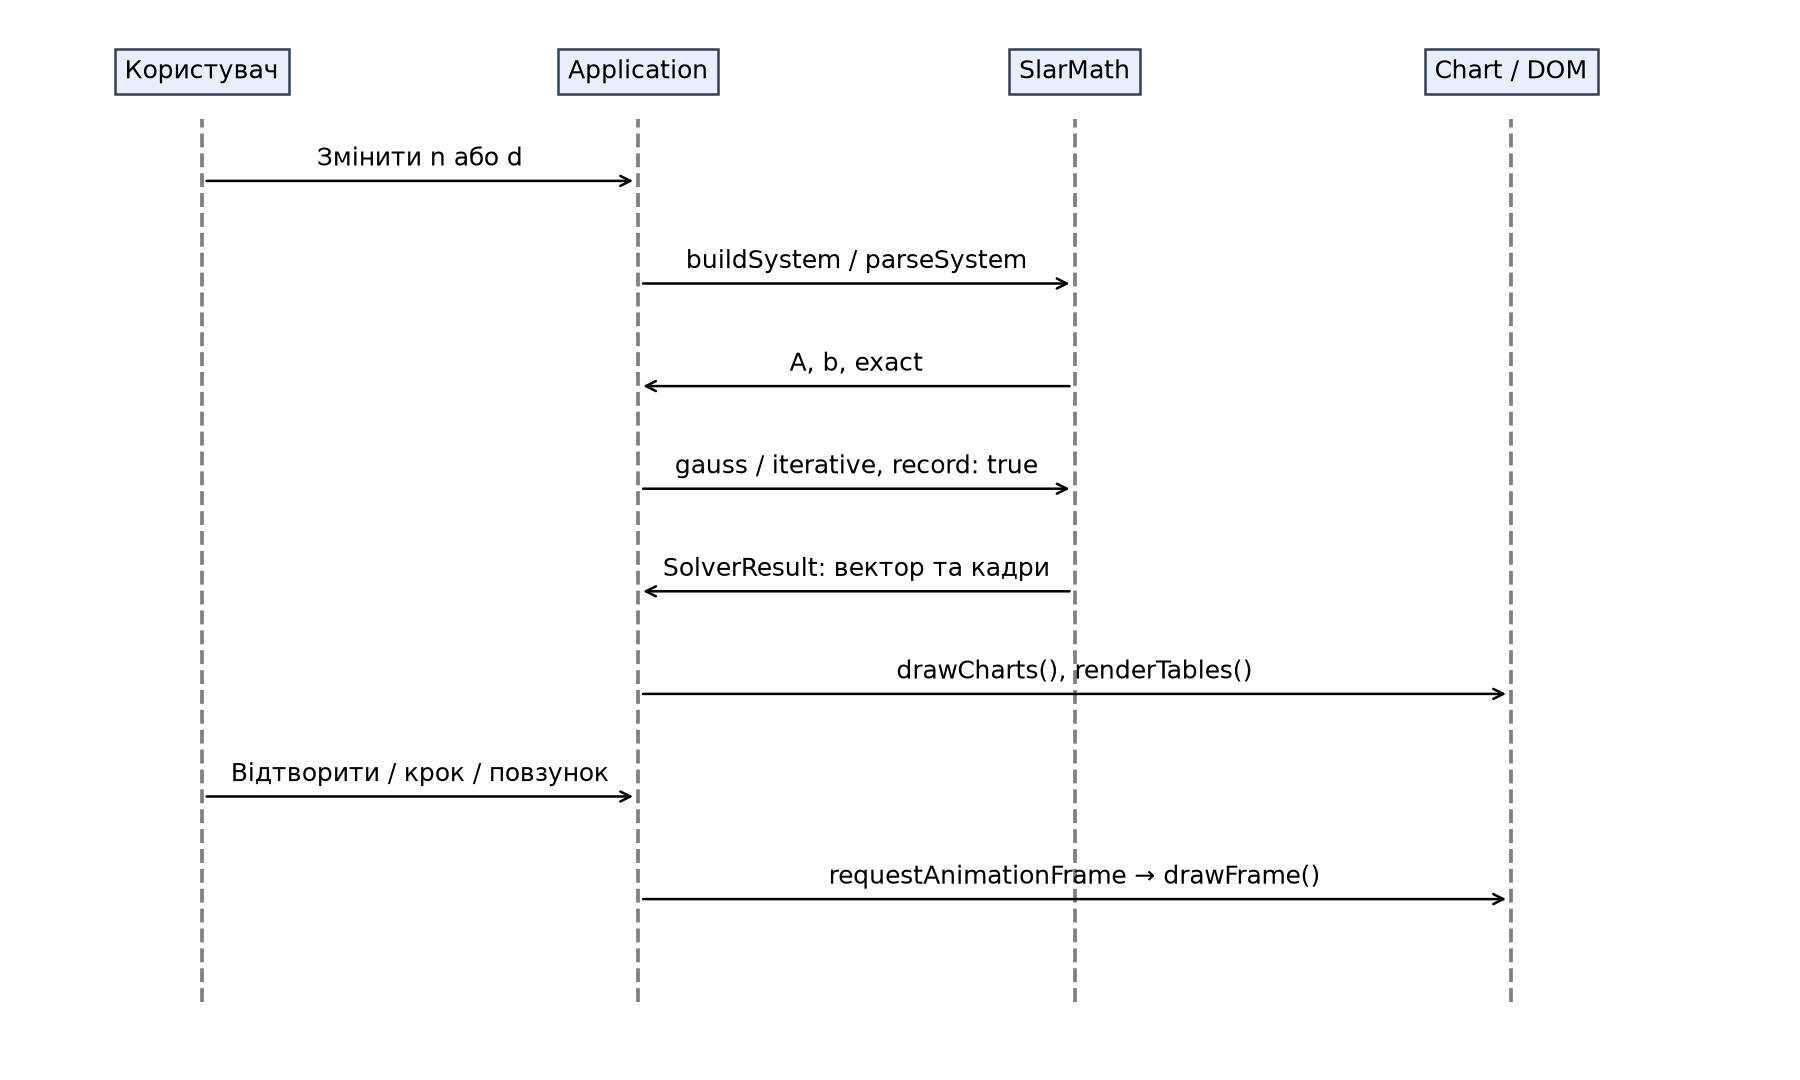 Користувач
Application
SlarMath
Chart / DOM
Змінити n або d
buildSystem / parseSystem
A, b, exact
gauss / iterative, record: true
SolverResult: вектор та кадри
drawCharts(), renderTables()
Відтворити / крок / повзунок
requestAnimationFrame → drawFrame()